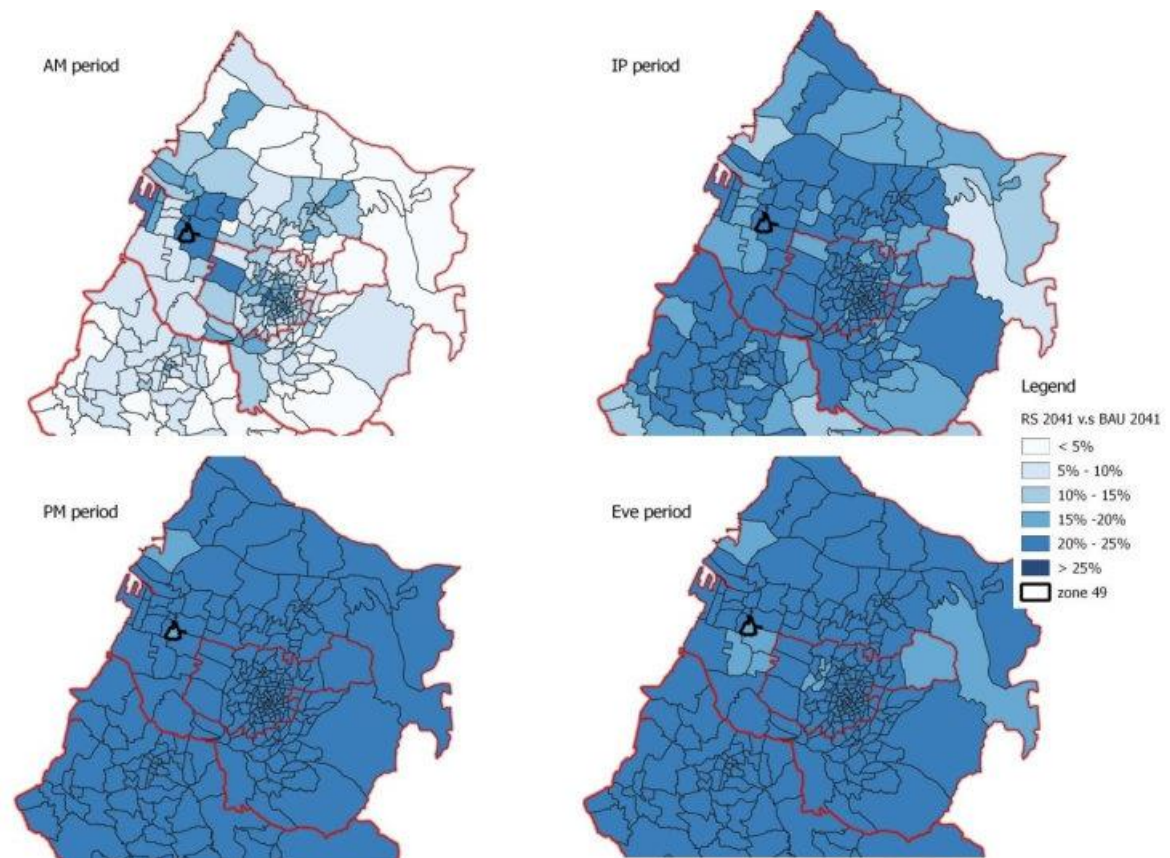 AM period
IP period
Legend
RS 2041 v.s BAU 2041
< 5%
5% - 10%
10% - 15%
15% -20%
20% - 25%
> 25%
zone 49
PM period
Eve period